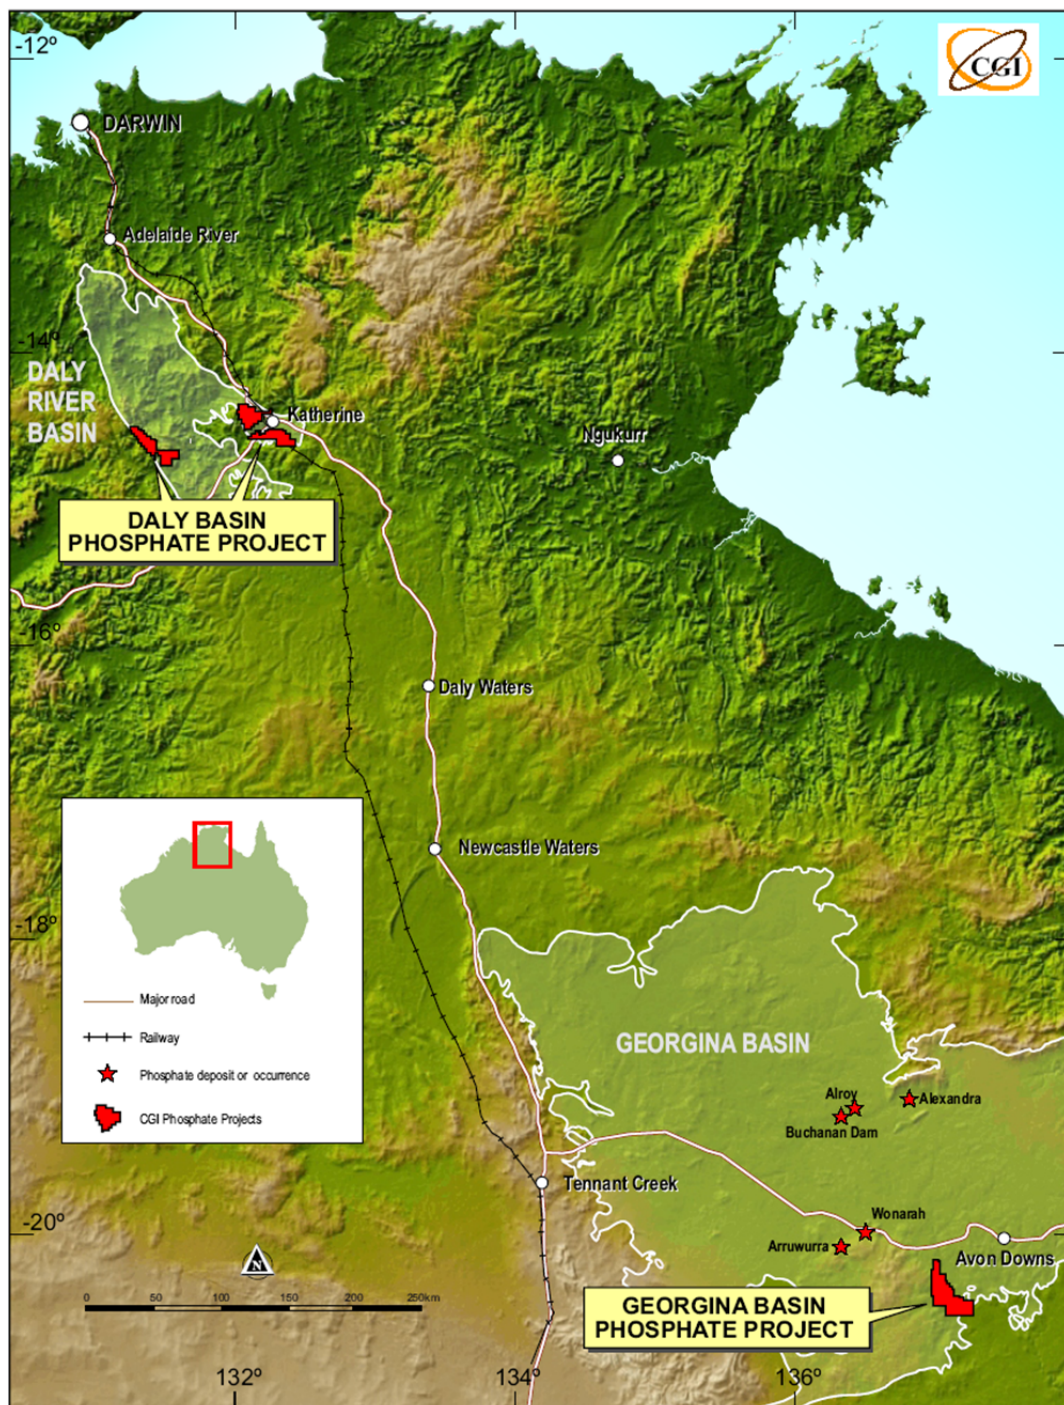 -12°
CGI
DARWIN
Adelaide River
-14°
DALY
RIVER
BASIN
Katherine
Ngukurr
DALY BASIN
PHOSPHATE PROJECT
-16°
Daly Waters
Newcastle Waters
-18°
Major road
Railway
Phosphate deposit or occurrence
CGI Phosphate Projects
GEORGINA BASIN
Alroy
Alexandra
Buchanan Dam
Tennant Creek
-20°
Wonarah
Arruwurra
Avon Downs
N
0 50 100 150 200 250km
GEORGINA BASIN
PHOSPHATE PROJECT
132° 134° 136°